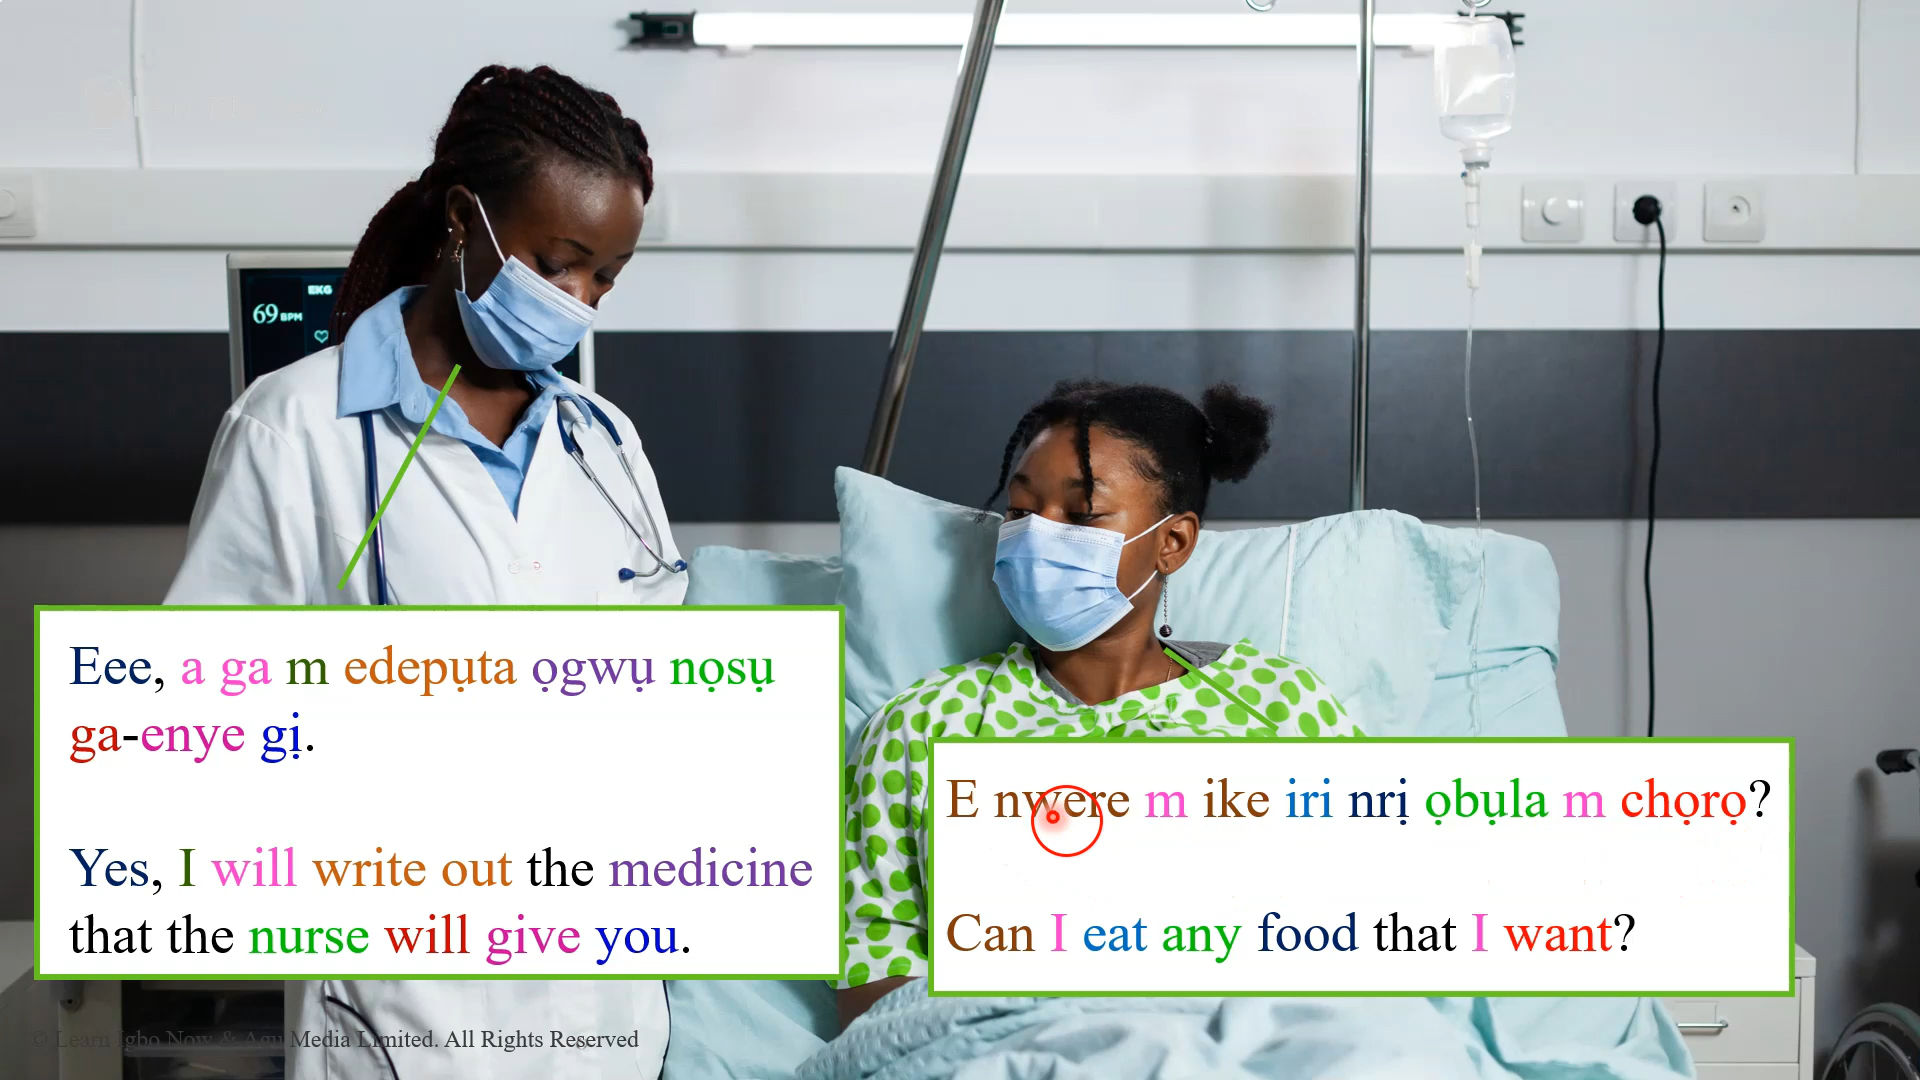 EKG
69 BPM
Eee, a ga m edepụta ọgwụ nọsụ
ga-enye gị.
Yes, I will write out the medicine
that the nurse will give you.
E nwere m ike iri nrị ọbụla m chọrọ?
Can I eat any food that I want?
© Learn Igbo Now & Agu Media Limited. All Rights Reserved